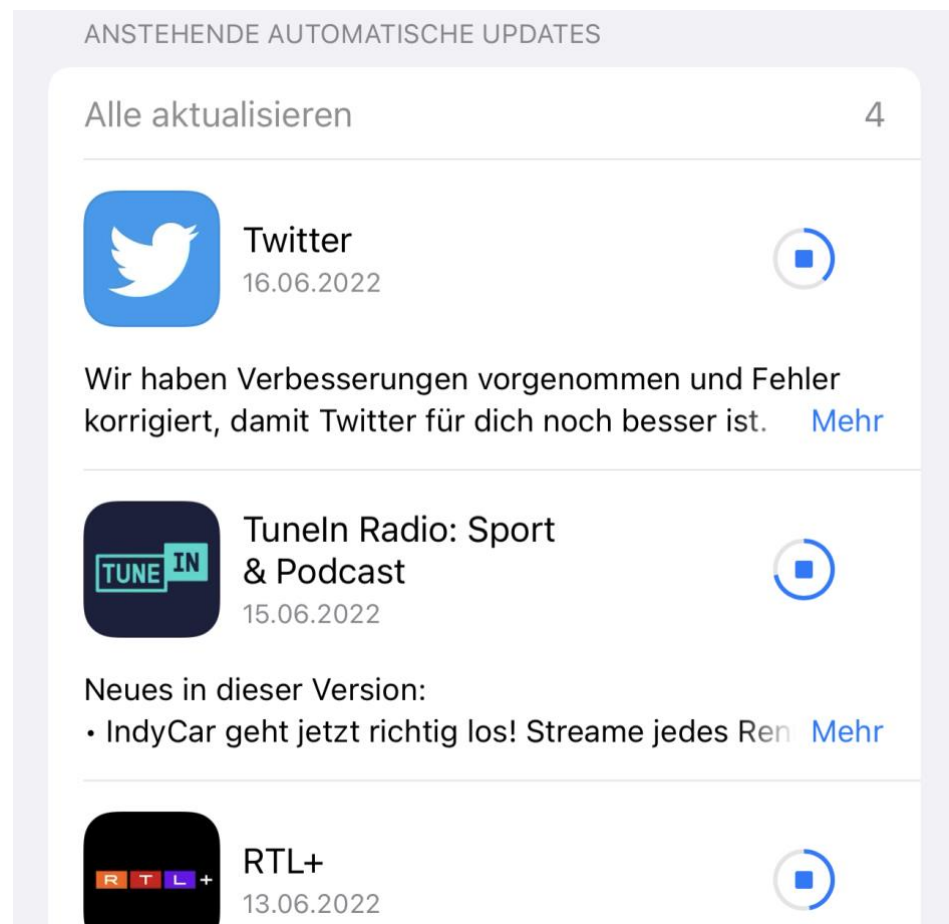 ANSTEHENDE AUTOMATISCHE UPDATES
Alle aktualisieren 4
Twitter
16.06.2022
Wir haben Verbesserungen vorgenommen und Fehler
korrigiert, damit Twitter für dich noch besser ist. Mehr
TUNE IN
TuneIn Radio: Sport
& Podcast
15.06.2022
Neues in dieser Version:
• IndyCar geht jetzt richtig los! Streame jedes Ren Mehr
RTL+
RTL+
13.06.2022